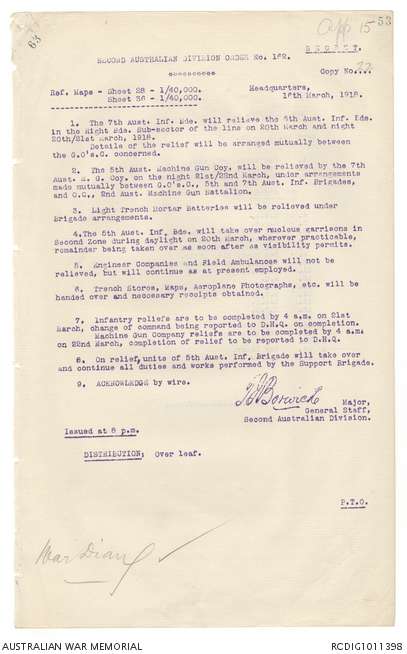 63
App 15 53
SECRET.
SECOND AUSTRALIAN DIVISION ORDER No. 162.
Copy No. 22
Ref. Maps - Sheet 28 - 1/40,000.
Sheet 36 - 1/40,000.
Headquarters,
16th March, 1918.
1. The 7th Aust. Inf. Bde. will relieve the 5th Aust. Inf. Bde.
in the Right Bde. Sub-sector of the line on 20th March and night
20th/21st March, 1918.
Details of the relief will be arranged mutually between
the G.O's.C. concerned.
2. The 5th Aust. Machine Gun Coy. will be relieved by the 7th
Aust. M. G. Coy. on the night 21st/22nd March, under arrangements
made mutually between G.O's.C., 5th and 7th Aust. Inf. Brigades,
and O.C., 2nd Aust. Machine Gun Battalion.
3. Light Trench Mortar Batteries will be relieved under
Brigade arrangements.
4.The 5th Aust. Inf. Bde. will take over nucleus garrisons in
Second Zone during daylight on 20th March, wherever practicable,
remainder being taken over as soon after as visibility permits.
5. Engineer Companies and Field Ambulances will not be
relieved, but will continue as at present employed.
6. Trench Stores, Maps, Aeroplane Photographs, etc. will be
handed over and necessary receipts obtained.
7. Infantry reliefs are to be completed by 4 a.m. on 21st
March, change of command being reported to D.H.Q. on completion.
Machine Gun Company reliefs are to be completed by 4 a.m.
on 22nd March, completion of relief to be reported to D.H.Q.
8. On relief, units of 5th Aust. Inf. Brigade will take over
and continue all duties and works performed by the Support Brigade.
9. ACKNOWLEDGE by wire.
Major,
General Staff,
Second Australian Division.
Issued at 8 p.m.
DISTRIBUTION; Over leaf.
P.T.O.
War Diary
AUSTRALIAN WAR MEMORIAL
RCDIG1011398